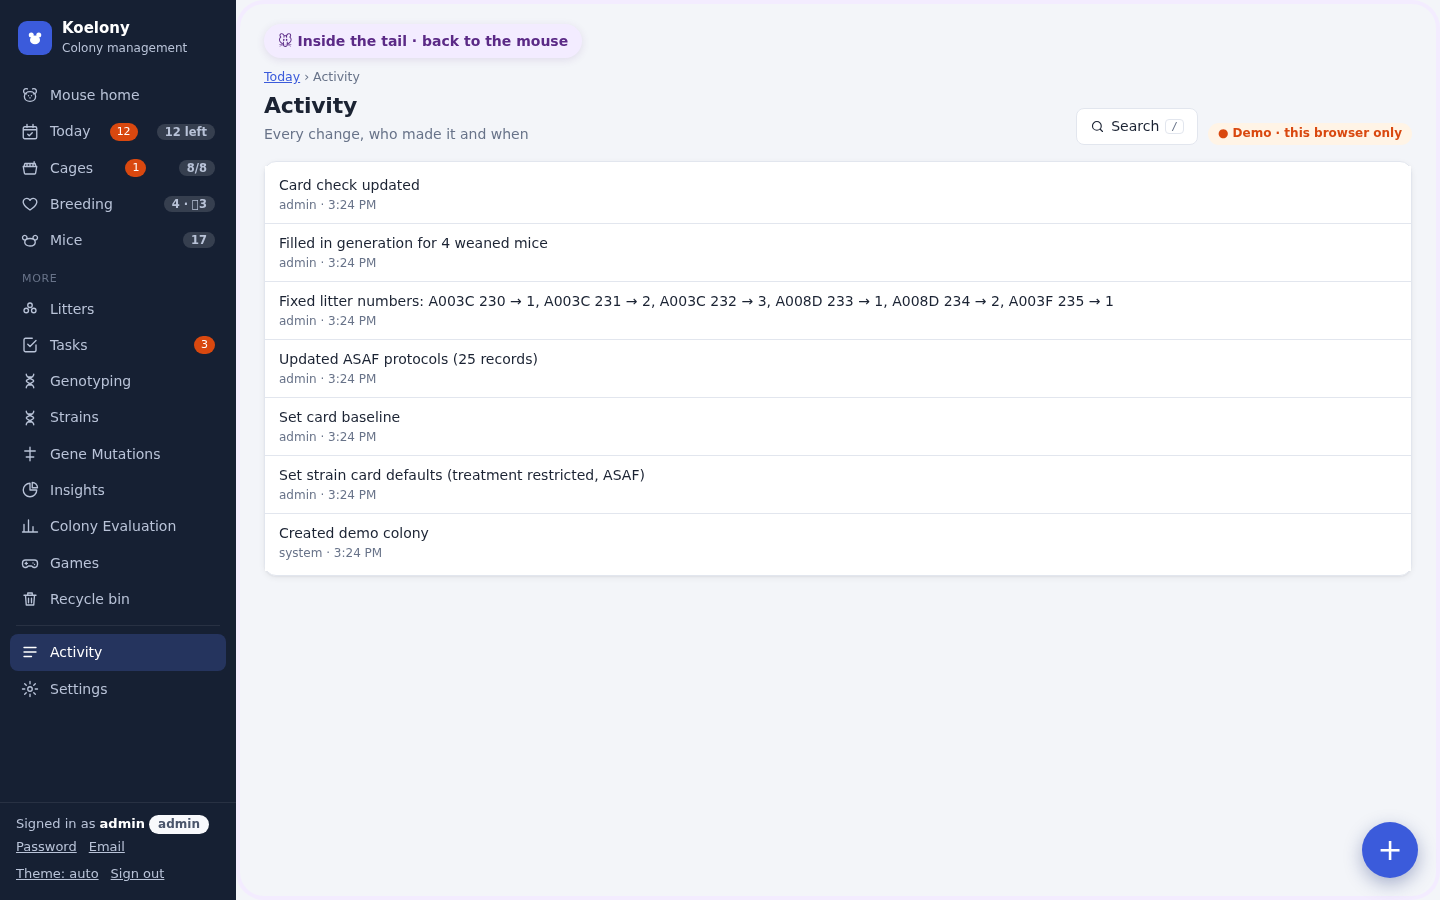 Koelony
Colony management
Mouse home
Today 12 12 left
Cages 1 8/8
Breeding 4 · 3
Mice 17
MORE
Litters
Tasks 3
Genotyping
Strains
Gene Mutations
Insights
Colony Evaluation
Games
Recycle bin
Activity
Settings
Signed in as admin admin
Password Email
Theme: auto Sign out
Inside the tail · back to the mouse
Today › Activity
Activity
Every change, who made it and when
Search /
● Demo · this browser only
Card check updated
admin · 3:24 PM
Filled in generation for 4 weaned mice
admin · 3:24 PM
Fixed litter numbers: A003C 230 → 1, A003C 231 → 2, A003C 232 → 3, A008D 233 → 1, A008D 234 → 2, A003F 235 → 1
admin · 3:24 PM
Updated ASAF protocols (25 records)
admin · 3:24 PM
Set card baseline
admin · 3:24 PM
Set strain card defaults (treatment restricted, ASAF)
admin · 3:24 PM
Created demo colony
system · 3:24 PM
+